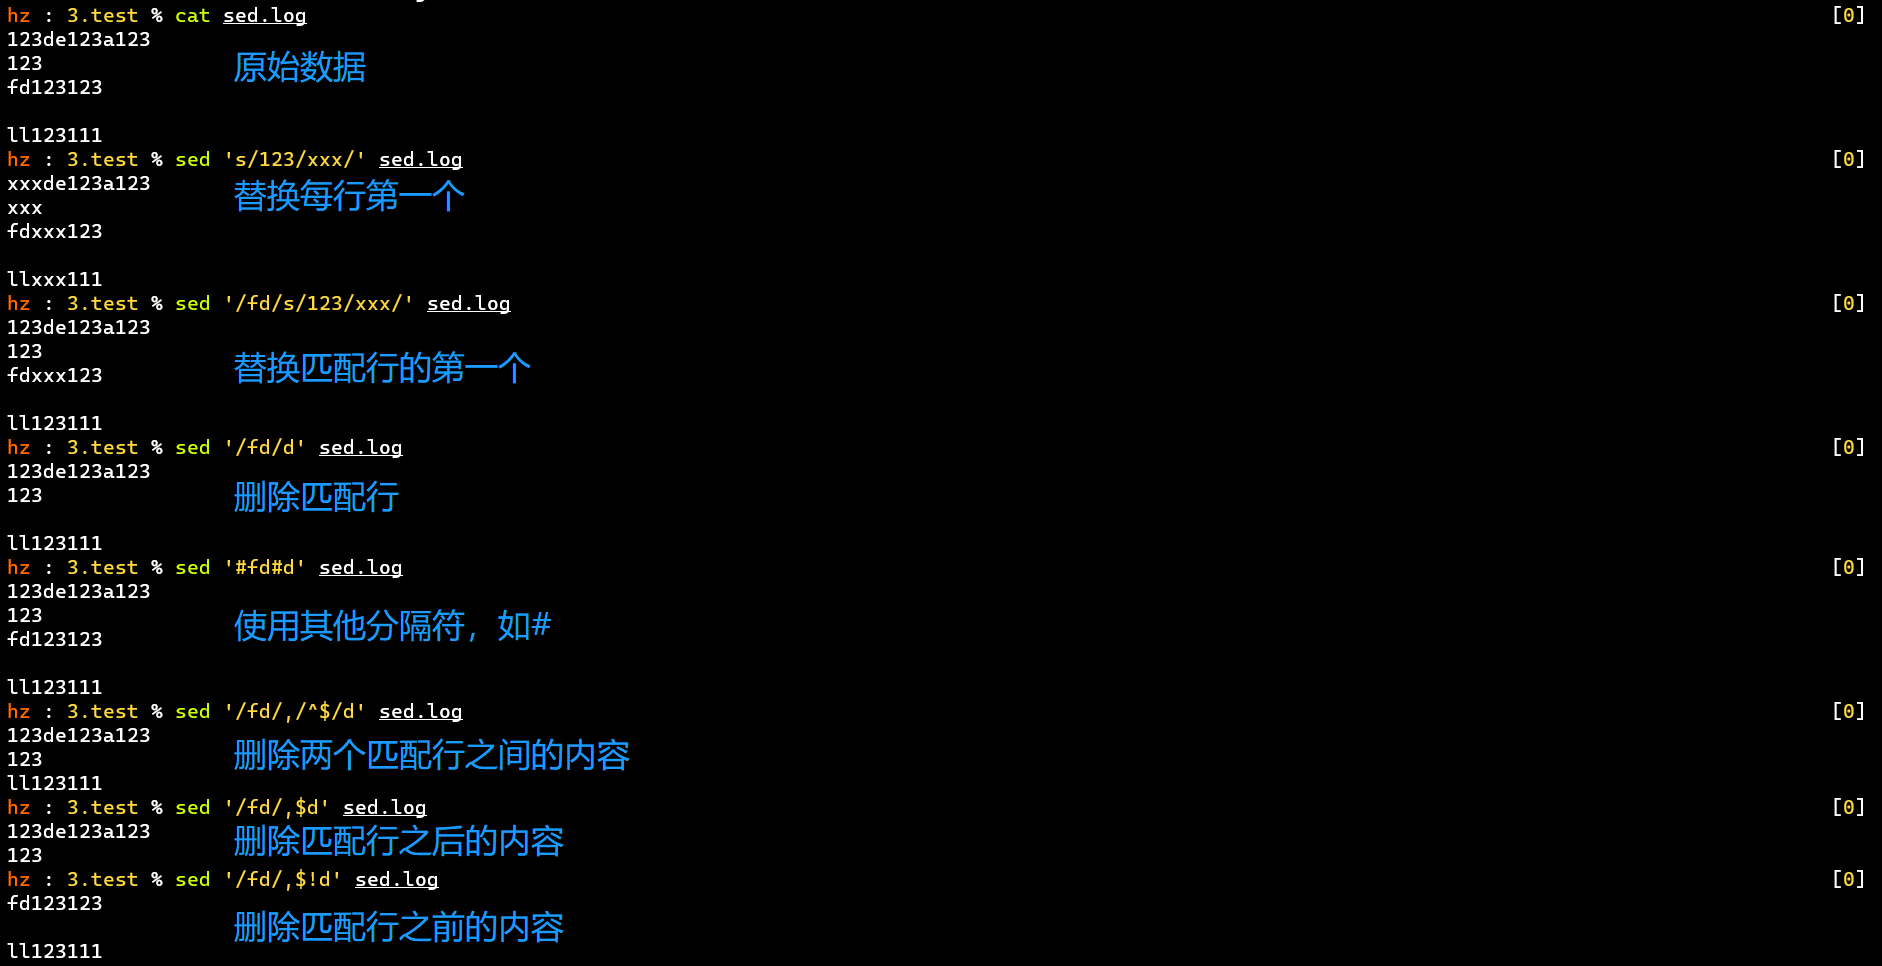 hz : 3.test % cat sed.log [0]
123de123a123
123
原始数据
fd123123
ll123111
hz : 3.test % sed 's/123/xxx/' sed.log [0]
xxxde123a123
替换每行第一个
xxx
fdxxx123
llxxx111
hz : 3.test % sed '/fd/s/123/xxx/' sed.log [0]
123de123a123
123
替换匹配行的第一个
fdxxx123
ll123111
hz : 3.test % sed '/fd/d' sed.log [0]
123de123a123
123
删除匹配行
ll123111
hz : 3.test % sed '#fd#d' sed.log [0]
123de123a123
123
使用其他分隔符，如#
fd123123
ll123111
hz : 3.test % sed '/fd/,/^$/d' sed.log [0]
123de123a123
删除两个匹配行之间的内容
123
ll123111
hz : 3.test % sed '/fd/,$d' sed.log [0]
123de123a123
删除匹配行之后的内容
123
hz : 3.test % sed '/fd/,$!d' sed.log [0]
fd123123
删除匹配行之前的内容
ll123111